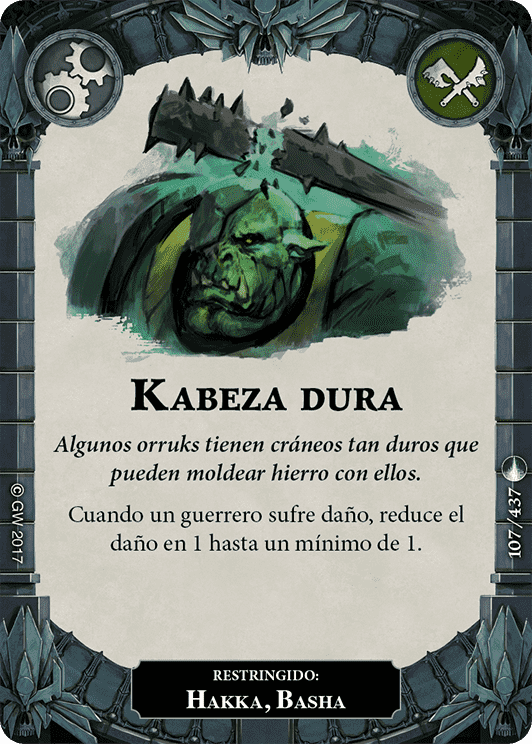 Kabeza dura
Algunos orruks tienen cráneos tan duros que
pueden moldear hierro con ellos.
Cuando un guerrero sufre daño, reduce el
daño en 1 hasta un mínimo de 1.
© GW 2017
107/437
RESTRINGIDO:
Hakka, Basha